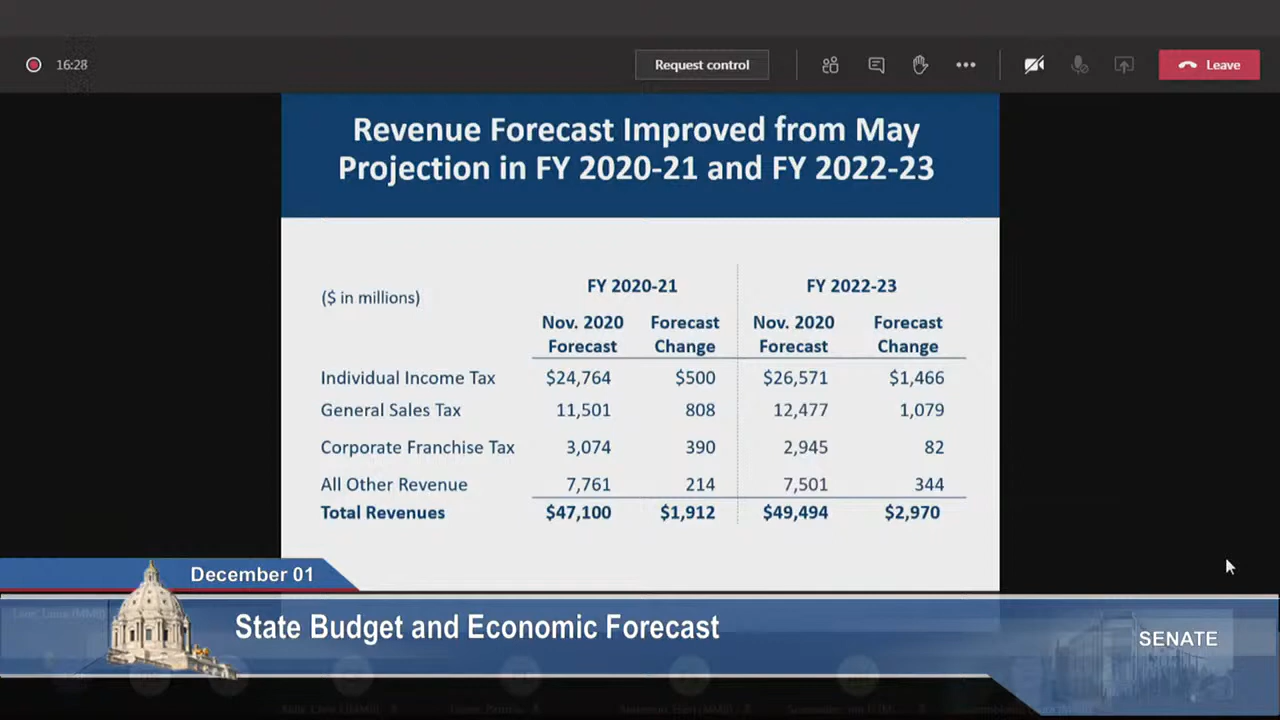 16:28
Request control
Leave
Revenue Forecast Improved from May
Projection in FY 2020-21 and FY 2022-23
($ in millions)
FY 2020-21 FY 2022-23
Nov. 2020 Forecast Nov. 2020 Forecast
Forecast Change Forecast Change
Individual Income Tax $24,764 $500 $26,571 $1,466
General Sales Tax 11,501 808 12,477 1,079
Corporate Franchise Tax 3,074 390 2,945 82
All Other Revenue 7,761 214 7,501 344
Total Revenues $47,100 $1,912 $49,494 $2,970
December 01
State Budget and Economic Forecast
SENATE